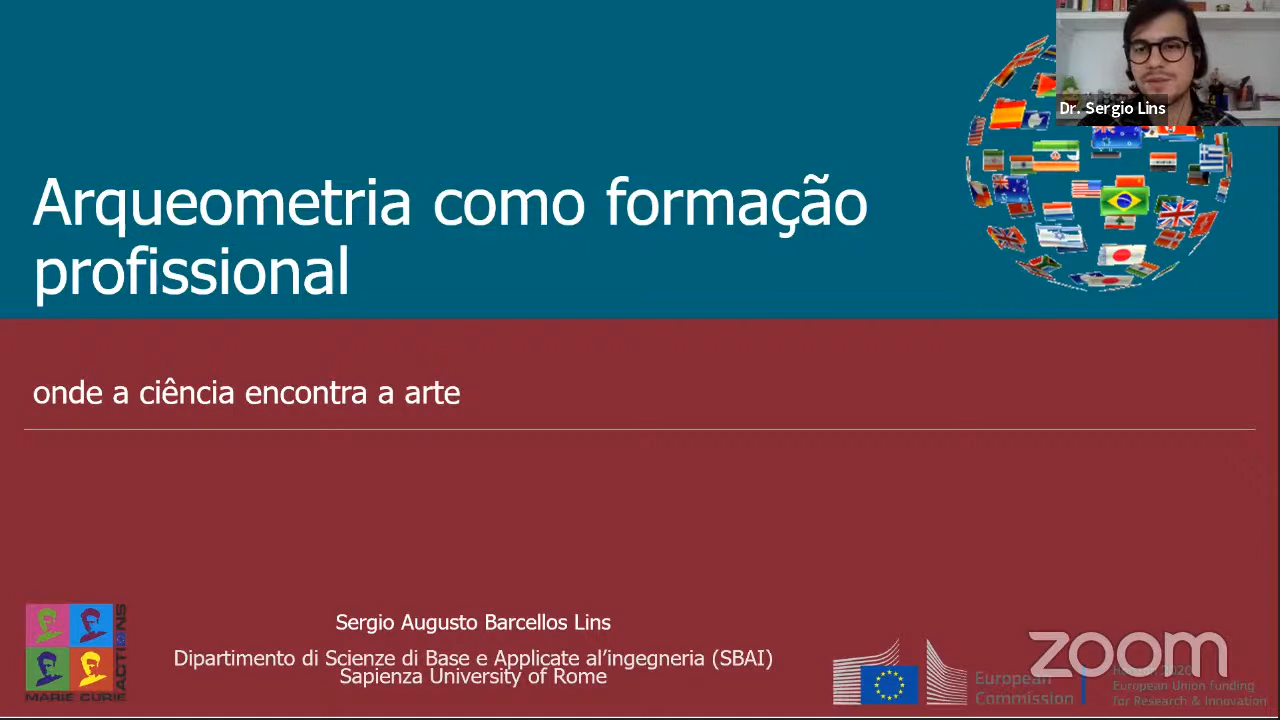 Dr. Sergio Lins
Arqueometria como formação
profissional
onde a ciência encontra a arte
Sergio Augusto Barcellos Lins
Dipartimento di Scienze di Base e Applicate al'ingegneria (SBAI)
Sapienza University of Rome
MARIE CURIE
ACTIONS
European
Commission
2020
European Union funding
for Research & Innovation
zoom